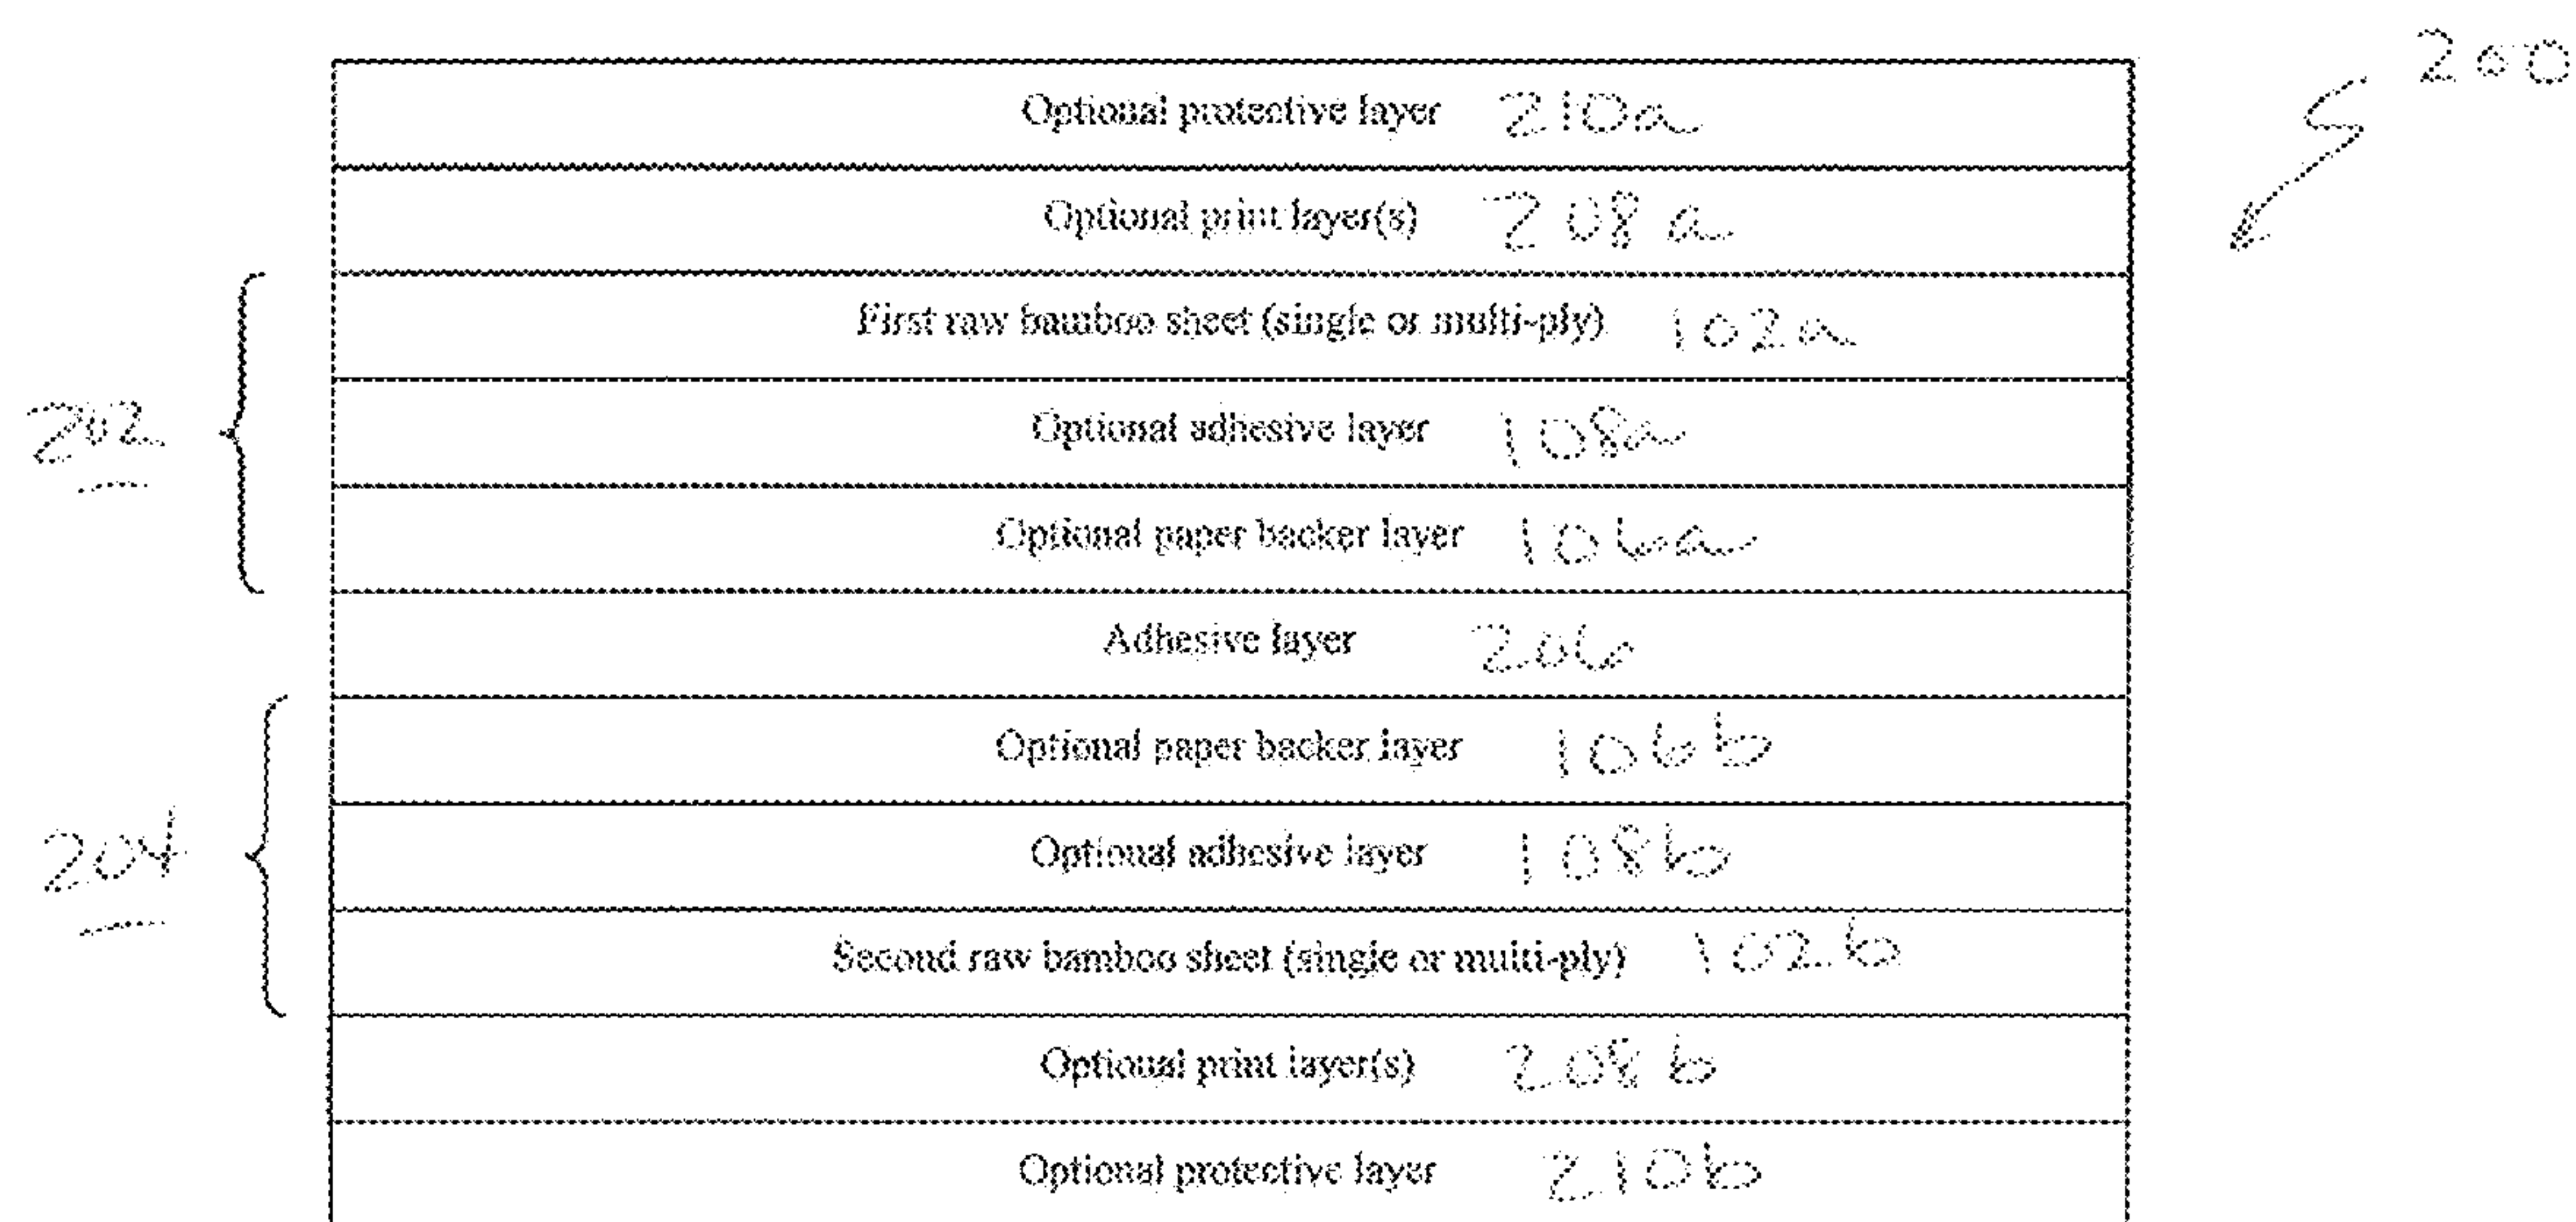 200
Optional protective layer 210a
Optional print layer(s) 208a
First raw bamboo sheet (single or multi-ply) 102a
202
Optional adhesive layer 108a
Optional paper backer layer 106a
Adhesive layer 206
Optional paper backer layer 106b
204
Optional adhesive layer 108b
Second raw bamboo sheet (single or multi-ply) 102b
Optional print layer(s) 208b
Optional protective layer 210b